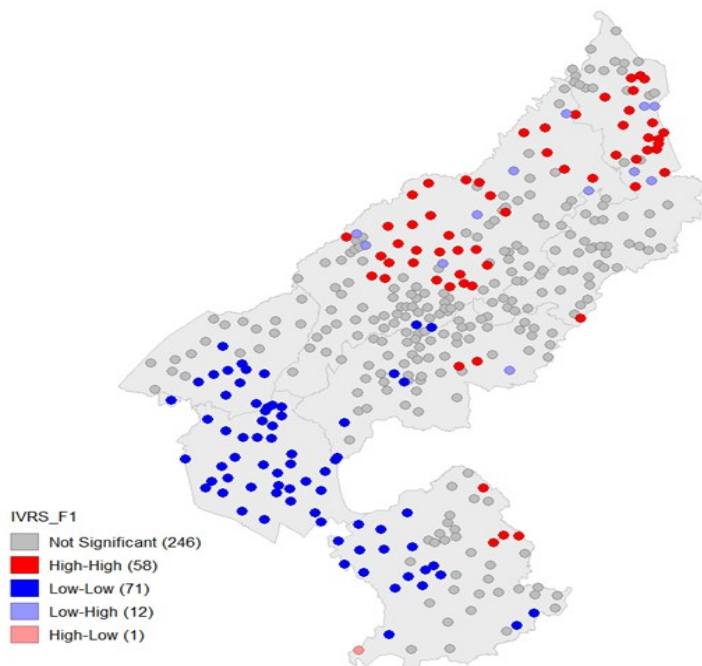 IVRS_F1
Not Significant (246)
High-High (58)
Low-Low (71)
Low-High (12)
High-Low (1)